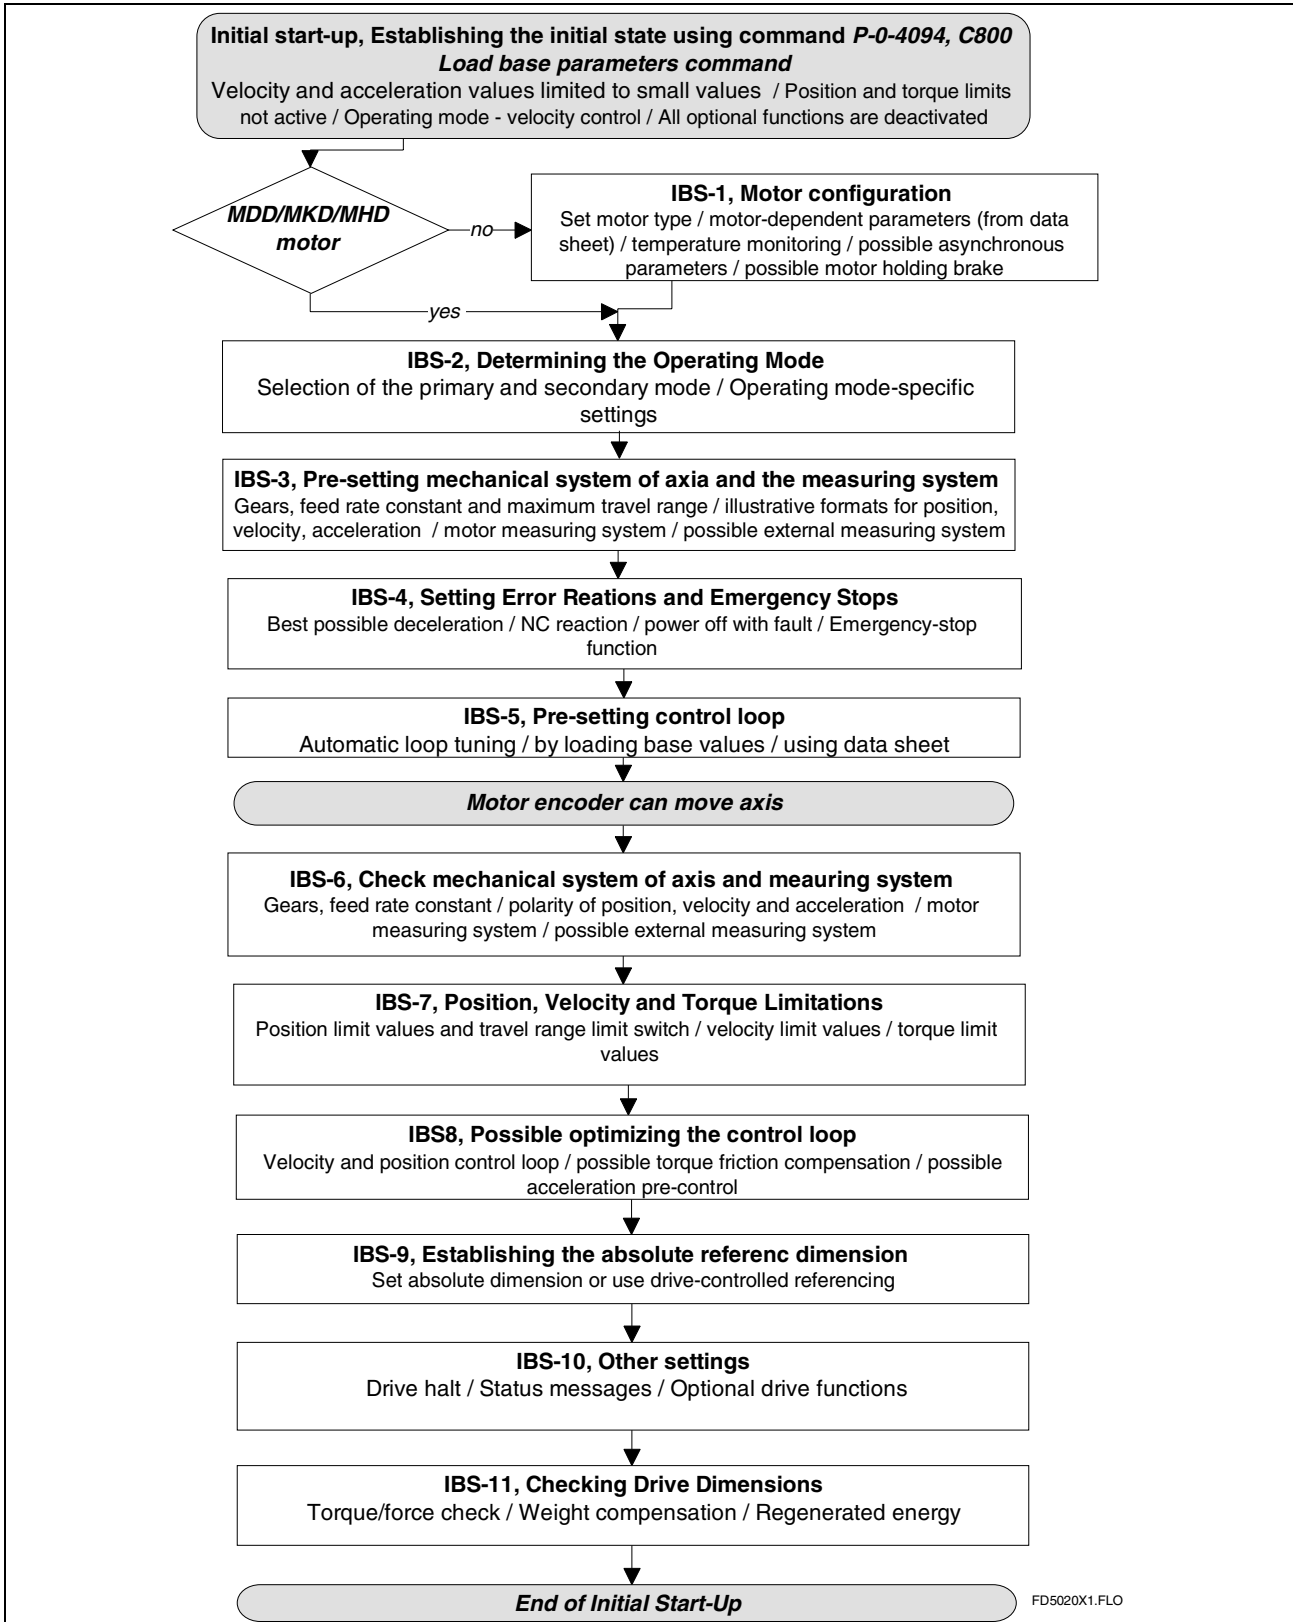 Initial start-up, Establishing the initial state using command P-0-4094, C800
Load base parameters command
Velocity and acceleration values limited to small values / Position and torque limits
not active / Operating mode - velocity control / All optional functions are deactivated
MDD/MKD/MHD
motor
no
IBS-1, Motor configuration
Set motor type / motor-dependent parameters (from data
sheet) / temperature monitoring / possible asynchronous
parameters / possible motor holding brake
yes
IBS-2, Determining the Operating Mode
Selection of the primary and secondary mode / Operating mode-specific
settings
IBS-3, Pre-setting mechanical system of axia and the measuring system
Gears, feed rate constant and maximum travel range / illustrative formats for position,
velocity, acceleration / motor measuring system / possible external measuring system
IBS-4, Setting Error Reations and Emergency Stops
Best possible deceleration / NC reaction / power off with fault / Emergency-stop
function
IBS-5, Pre-setting control loop
Automatic loop tuning / by loading base values / using data sheet
Motor encoder can move axis
IBS-6, Check mechanical system of axis and meauring system
Gears, feed rate constant / polarity of position, velocity and acceleration / motor
measuring system / possible external measuring system
IBS-7, Position, Velocity and Torque Limitations
Position limit values and travel range limit switch / velocity limit values / torque limit
values
IBS8, Possible optimizing the control loop
Velocity and position control loop / possible torque friction compensation / possible
acceleration pre-control
IBS-9, Establishing the absolute referenc dimension
Set absolute dimension or use drive-controlled referencing
IBS-10, Other settings
Drive halt / Status messages / Optional drive functions
IBS-11, Checking Drive Dimensions
Torque/force check / Weight compensation / Regenerated energy
End of Initial Start-Up
FD5020X1.FLO